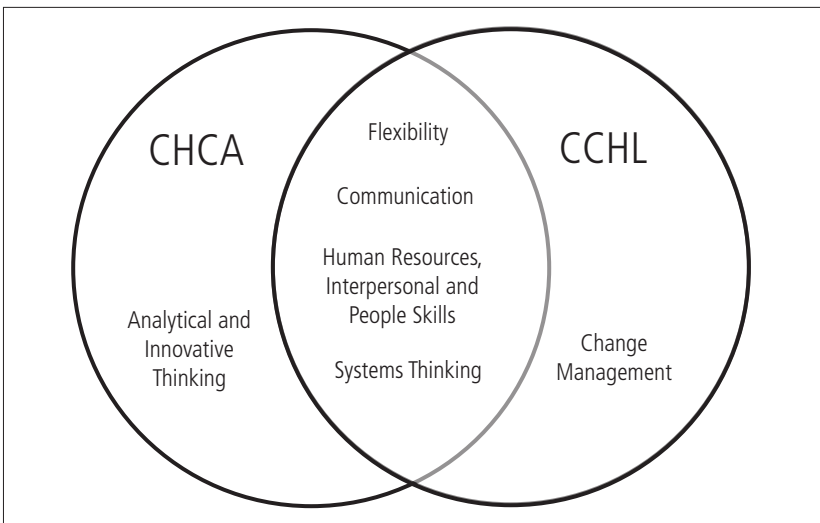 CHCA
Analytical and
Innovative
Thinking
Flexibility
Communication
Human Resources,
Interpersonal and
People Skills
Systems Thinking
CCHL
Change
Management